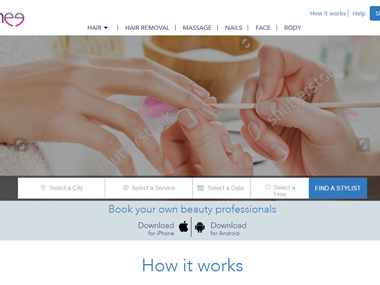 How it works | Help
HAIR | HAIR REMOVAL | MASSAGE | NAILS | FACE | BODY
shutterstock
shutterstock
Select a City
Select a Service
Select a Date
Select a Time
FIND A STYLIST
Book your own beauty professionals
Download for iPhone
Download for Android
How it works